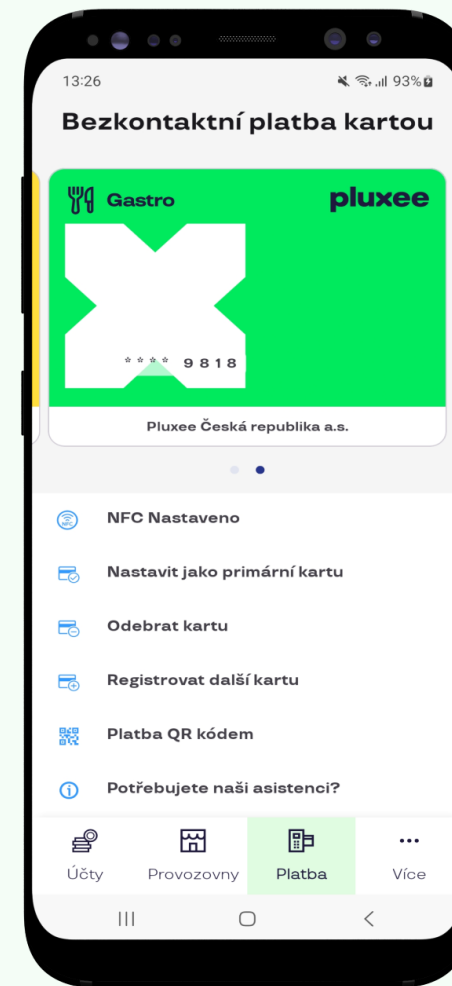 13:26
93%
Bezkontaktní platba kartou
Gastro
pluxee
**** 9818
Pluxee Česká republika a.s.
NFC
NFC Nastaveno
Nastavit jako primární kartu
Odebrat kartu
Registrovat další kartu
Platba QR kódem
Potřebujete naši asistenci?
Účty
Provozovny
Platba
Více